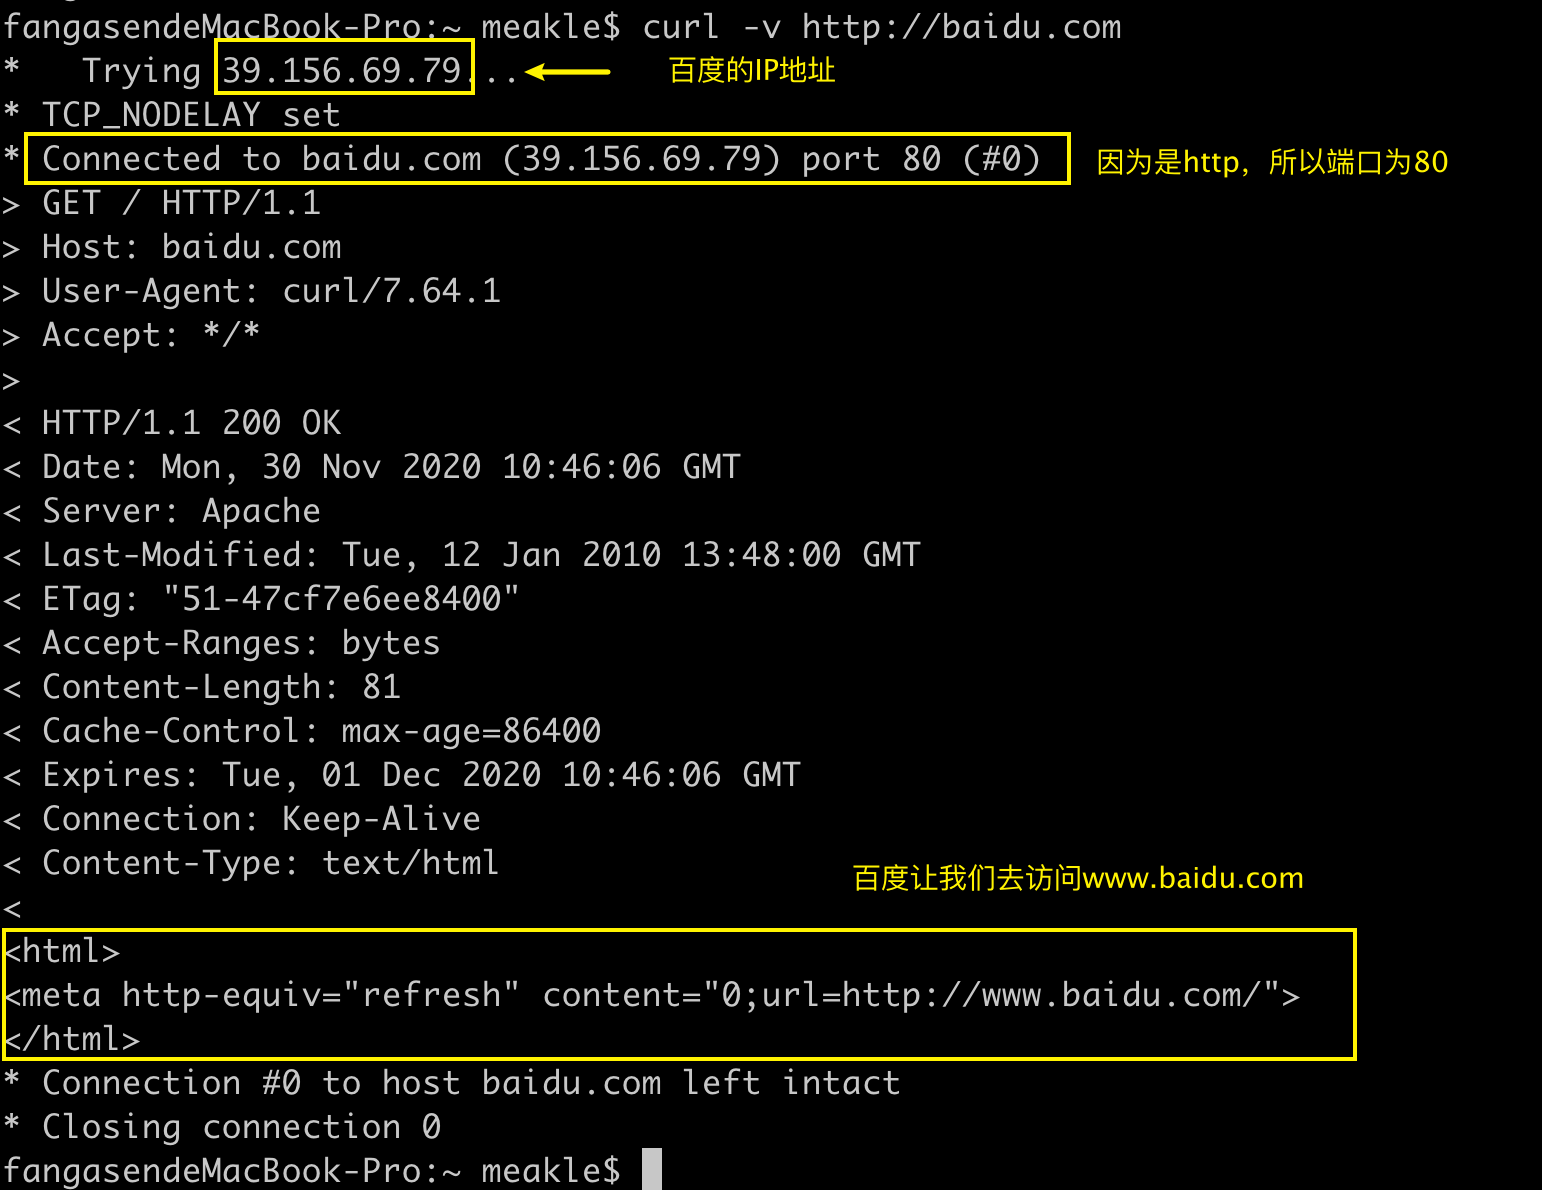 fangasendeMacBook-Pro:~ meakle$ curl -v http://baidu.com
*   Trying 39.156.69.79... 百度的IP地址
* TCP_NODELAY set
* Connected to baidu.com (39.156.69.79) port 80 (#0) 因为是http，所以端口为80
> GET / HTTP/1.1
> Host: baidu.com
> User-Agent: curl/7.64.1
> Accept: */*
>
< HTTP/1.1 200 OK
< Date: Mon, 30 Nov 2020 10:46:06 GMT
< Server: Apache
< Last-Modified: Tue, 12 Jan 2010 13:48:00 GMT
< ETag: "51-47cf7e6ee8400"
< Accept-Ranges: bytes
< Content-Length: 81
< Cache-Control: max-age=86400
< Expires: Tue, 01 Dec 2020 10:46:06 GMT
< Connection: Keep-Alive
< Content-Type: text/html
百度让我们去访问www.baidu.com
<
<html>
<meta http-equiv="refresh" content="0;url=http://www.baidu.com/">
</html>
* Connection #0 to host baidu.com left intact
* Closing connection 0
fangasendeMacBook-Pro:~ meakle$